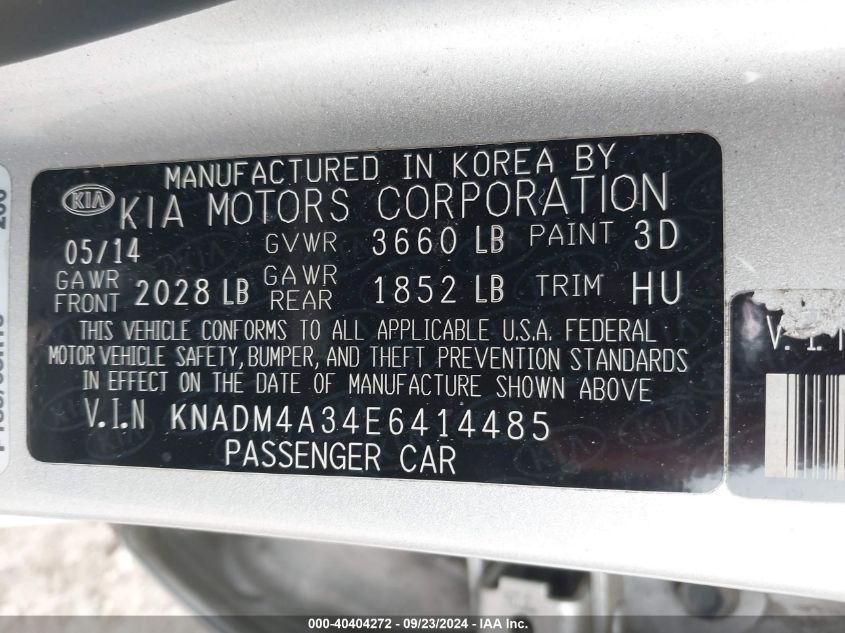 MANUFACTURED IN KOREA BY
KIA KIA MOTORS CORPORATION
05/14 GVWR 3660 LB PAINT 3D
GAWR FRONT 2028 LB GAWR REAR 1852 LB TRIM HU
THIS VEHICLE CONFORMS TO ALL APPLICABLE U.S.A. FEDERAL
MOTOR VEHICLE SAFETY, BUMPER, AND THEFT PREVENTION STANDARDS
IN EFFECT ON THE DATE OF MANUFACTURE SHOWN ABOVE
V.I.N KNADM4A34E6414485
PASSENGER CAR
V.I.N
000-40404272 - 09/23/2024 - IAA Inc.